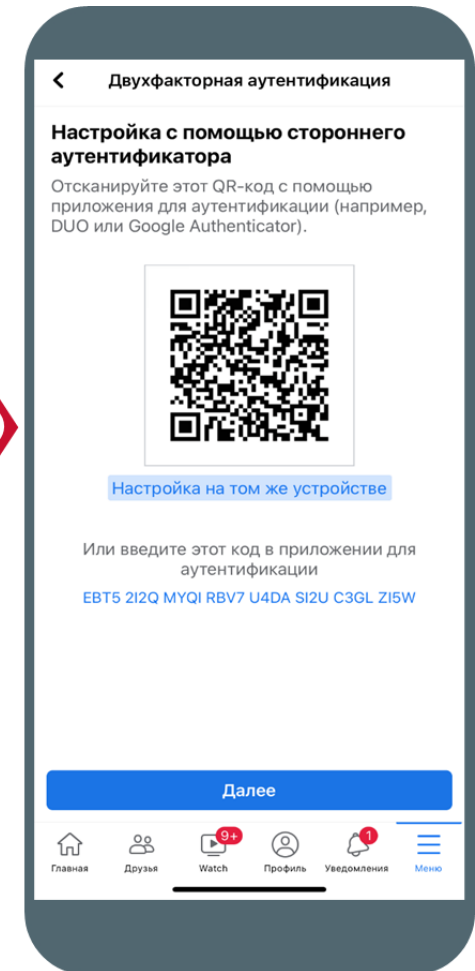 Двухфакторная аутентификация
Настройка с помощью стороннего
аутентификатора
Отсканируйте этот QR-код с помощью
приложения для аутентификации (например,
DUO или Google Authenticator).
Настройка на том же устройстве
Или введите этот код в приложении для
аутентификации
EBT5 2I2Q MYQI RBV7 U4DA SI2U C3GL ZI5W
Далее
9+ 1
Главная Друзья Watch Профиль Уведомления Меню